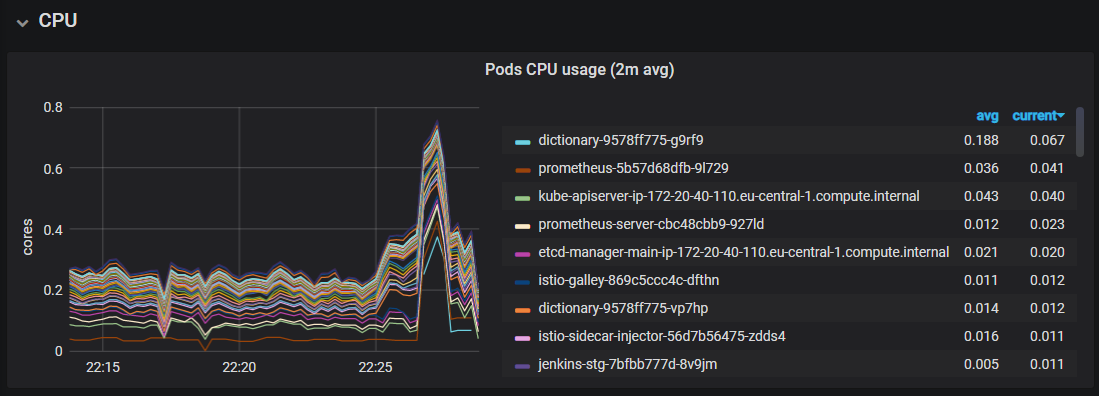 CPU
Pods CPU usage (2m avg)
0.8
0.6
0.4
0.2
0
cores
22:15 22:20 22:25
avg current
dictionary-9578ff775-g9rf9 0.188 0.067
prometheus-5b57d68dfb-9l729 0.036 0.041
kube-apiserver-ip-172-20-40-110.eu-central-1.compute.internal 0.043 0.040
prometheus-server-cbc48cbb9-927ld 0.012 0.023
etcd-manager-main-ip-172-20-40-110.eu-central-1.compute.internal 0.021 0.020
istio-galley-869c5ccc4c-dfthn 0.011 0.012
dictionary-9578ff775-vp7hp 0.014 0.012
istio-sidecar-injector-56d7b56475-zdds4 0.016 0.011
jenkins-stg-7bfbb777d-8v9jm 0.005 0.011